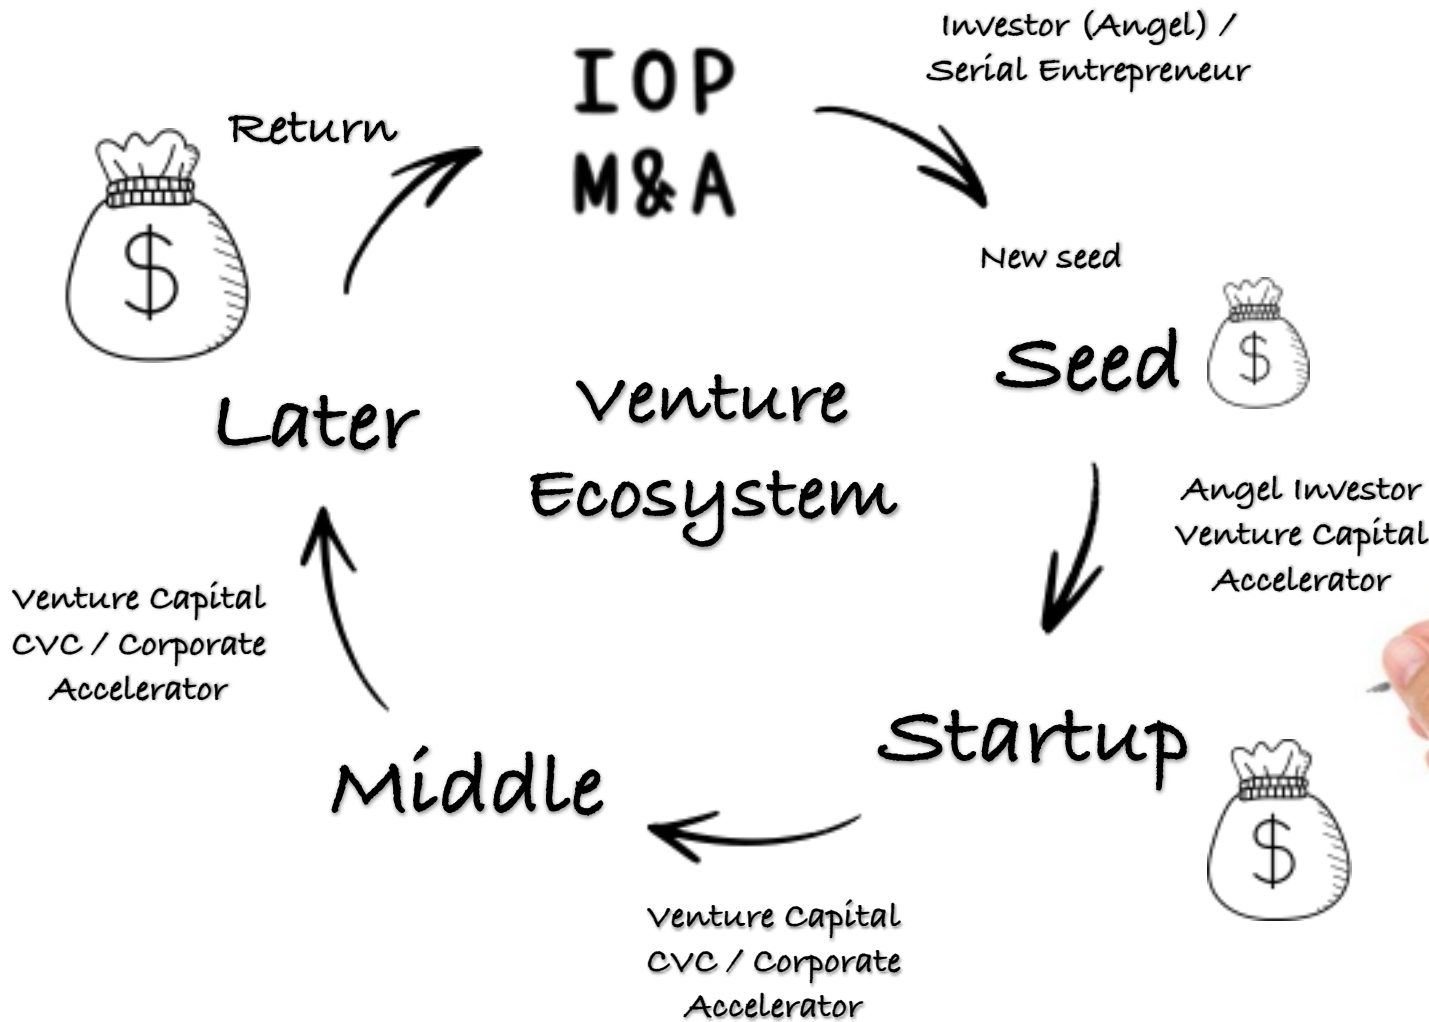 Investor (Angel) /
Serial Entrepreneur
IOP
M&A
Return
New seed
Seed
$
$
Later
Venture
Ecosystem
Angel Investor
Venture Capital
Accelerator
Venture Capital
CVC / Corporate
Accelerator
Startup
$
Middle
Venture Capital
CVC / Corporate
Accelerator